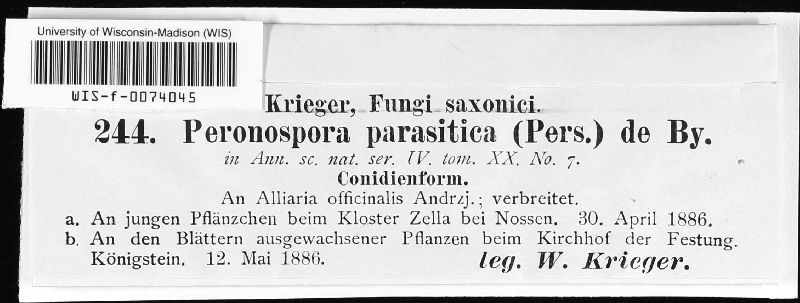 University of Wisconsin-Madison (WIS)
WIS-f-0074045
Krieger, Fungi saxonici.
244. Peronospora parasitica (Pers.) de By.
in Ann. sc. nat. ser. IV. tom. XX. No. 7.
Conidienform.
An Alliaria officinalis Andrzj.; verbreitet.
a. An jungen Pflänzchen beim Kloster Zella bei Nossen. 30. April 1886.
b. An den Blättern ausgewachsener Pflanzen beim Kirchhof der Festung.
Königstein. 12. Mai 1886. leg. W. Krieger.